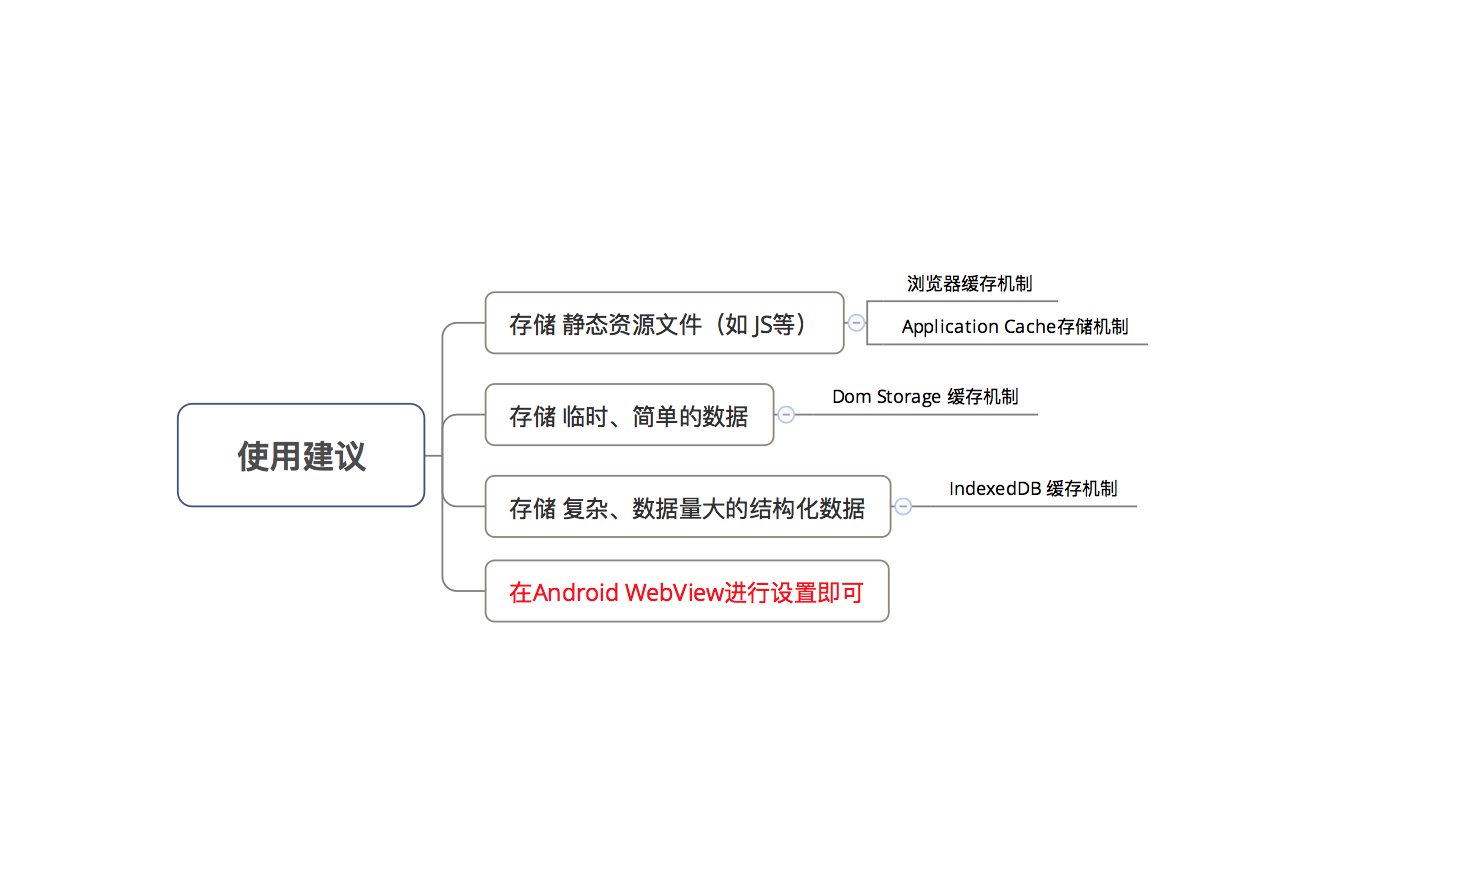 使用建议
存储 静态资源文件（如 JS等）
浏览器缓存机制
Application Cache存储机制
存储 临时、简单的数据
Dom Storage 缓存机制
存储 复杂、数据量大的结构化数据
IndexedDB 缓存机制
在Android WebView进行设置即可